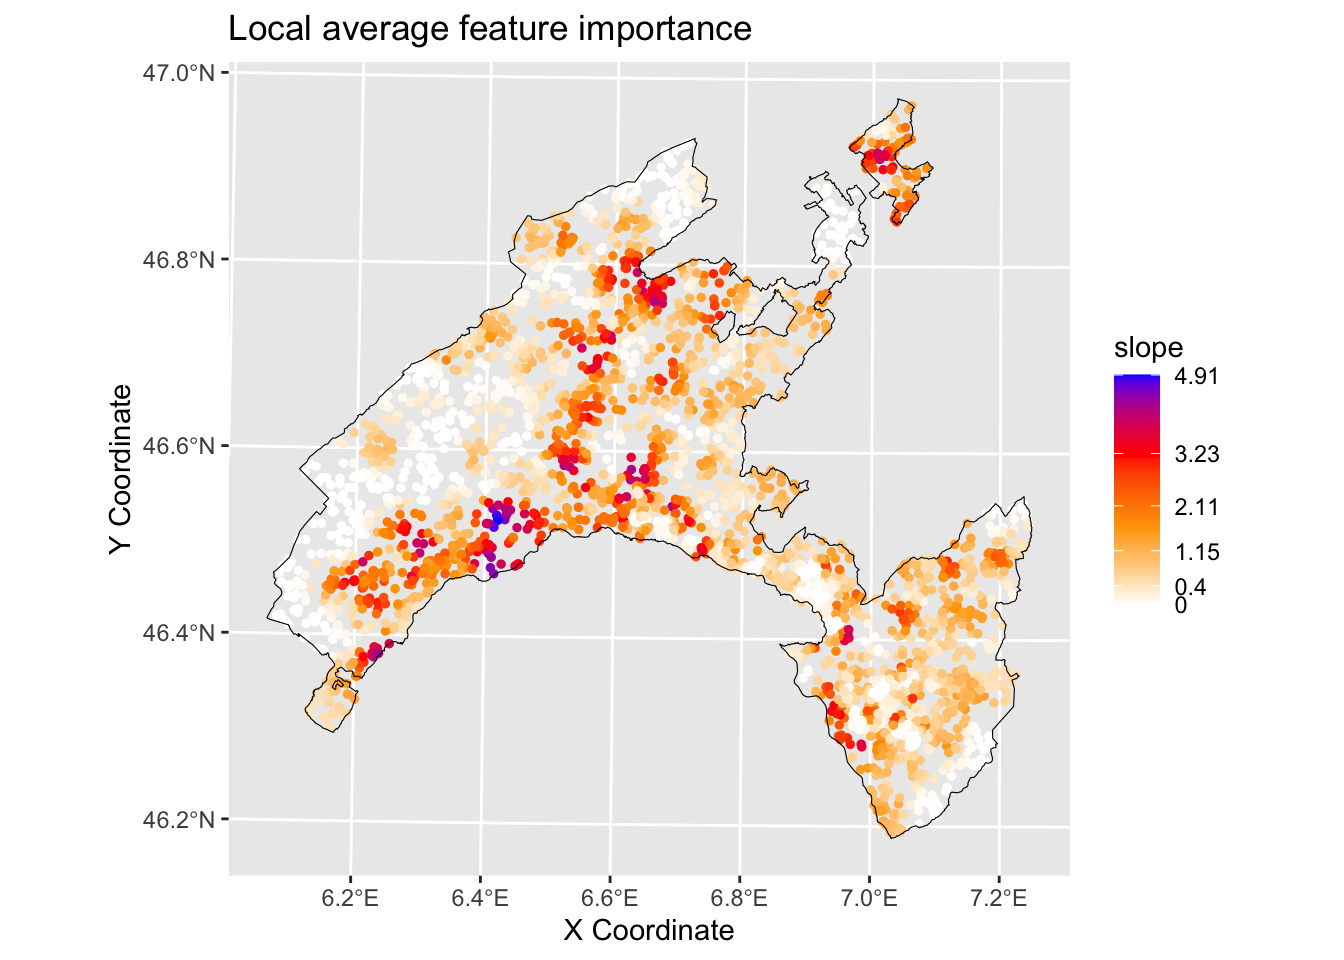 Local average feature importance
47.0°N
46.8°N
46.6°N
46.4°N
46.2°N
Y Coordinate
6.2°E 6.4°E 6.6°E 6.8°E 7.0°E 7.2°E
X Coordinate
slope
4.91
3.23
2.11
1.15
0.4
0